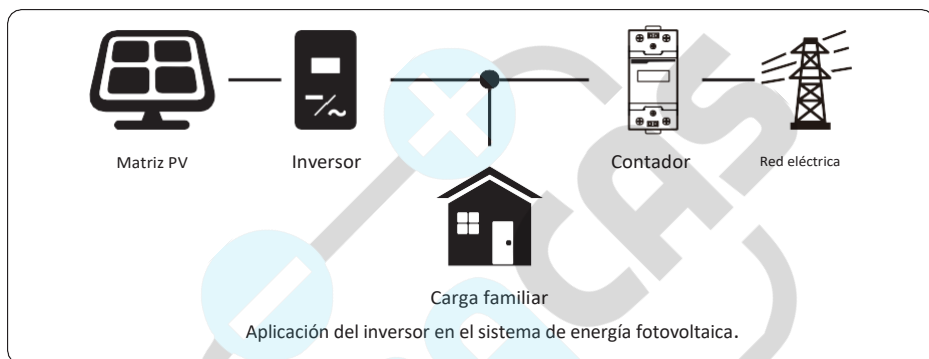 Matriz PV
Inversor
Contador
Red eléctrica
Carga familiar
Aplicación del inversor en el sistema de energía fotovoltaica.